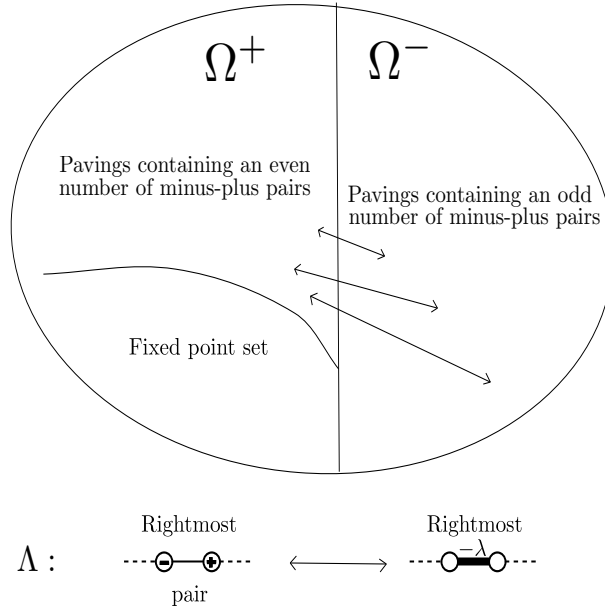 Ω⁺ Ω⁻
Pavings containing an even
number of minus-plus pairs
Pavings containing an odd
number of minus-plus pairs
Fixed point set
Rightmost
Rightmost
Λ : - + −λ
pair